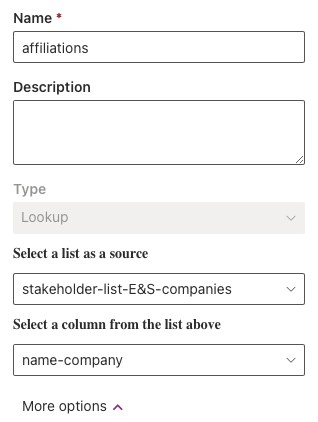 Name *
affiliations
Description
Type
Lookup
Select a list as a source
stakeholder-list-E&S-companies
Select a column from the list above
name-company
More options